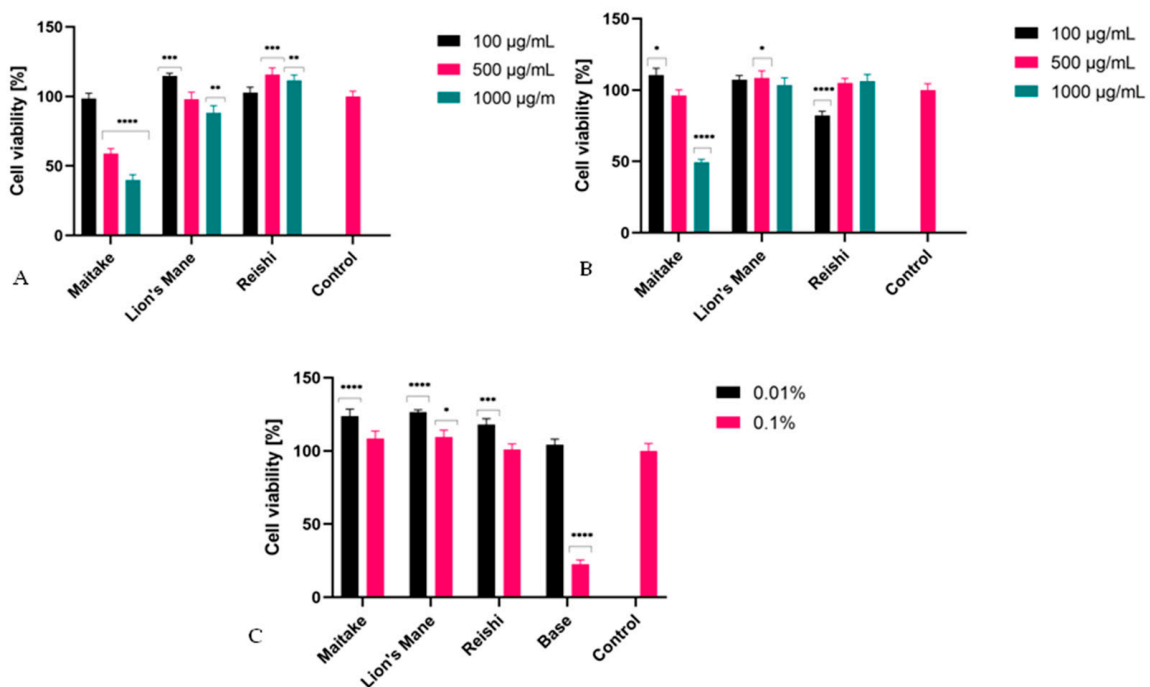 150
100
50
0
Cell viability [%]
****
***
**
***
**
Maitake
Lion's Mane
Reishi
Control
100 µg/mL
500 µg/mL
1000 µg/m
A
150
100
50
0
Cell viability [%]
*
****
*
****
Maitake
Lion's Mane
Reishi
Control
100 µg/mL
500 µg/mL
1000 µg/mL
B
150
100
50
0
Cell viability [%]
****
****
*
***
****
Maitake
Lion's Mane
Reishi
Base
Control
0.01%
0.1%
C